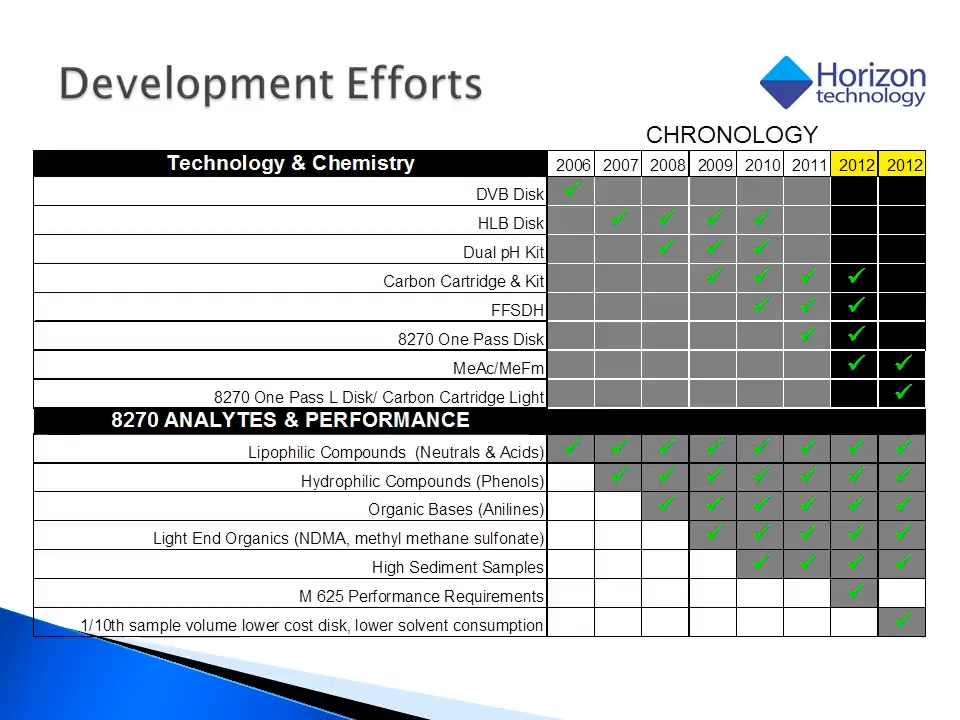 Development Efforts
Horizon
technology
CHRONOLOGY
Technology & Chemistry 2006 2007 2008 2009 2010 2011 2012 2012
DVB Disk
HLB Disk
Dual pH Kit
Carbon Cartridge & Kit
FFSDH
8270 One Pass Disk
MeAc/MeFm
8270 One Pass L Disk/ Carbon Cartridge Light
8270 ANALYTES & PERFORMANCE
Lipophilic Compounds (Neutrals & Acids)
Hydrophilic Compounds (Phenols)
Organic Bases (Anilines)
Light End Organics (NDMA, methyl methane sulfonate)
High Sediment Samples
M 625 Performance Requirements
1/10th sample volume lower cost disk, lower solvent consumption